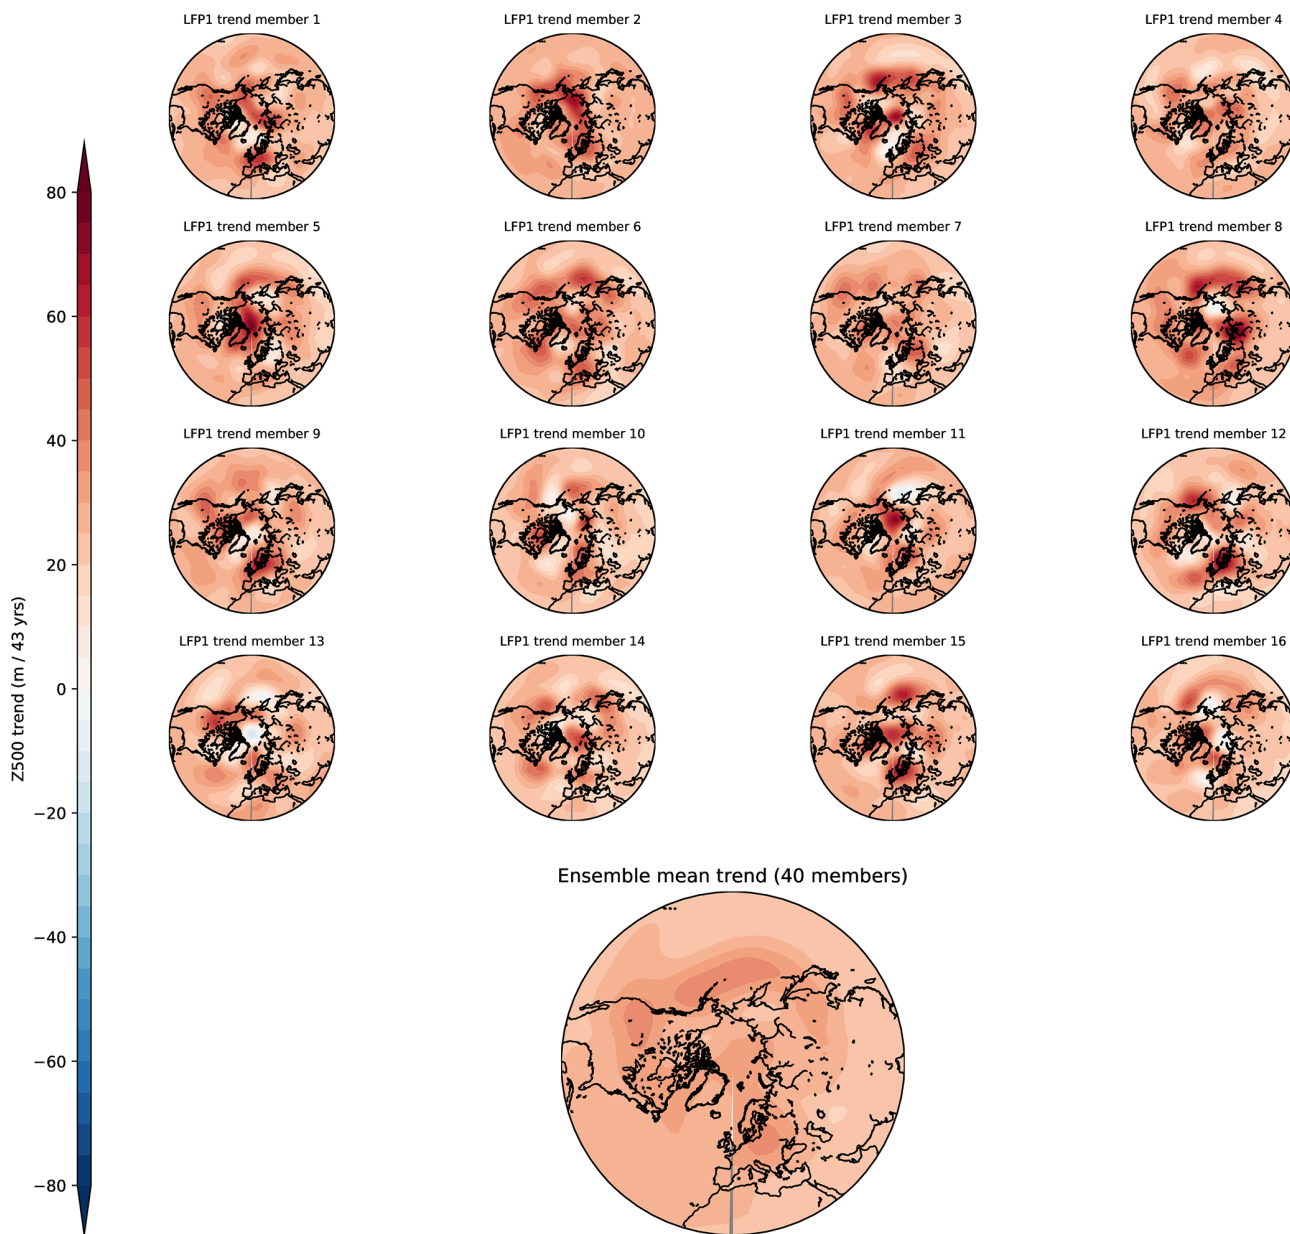 LFP1 trend member 1
LFP1 trend member 2
LFP1 trend member 3
LFP1 trend member 4
LFP1 trend member 5
LFP1 trend member 6
LFP1 trend member 7
LFP1 trend member 8
LFP1 trend member 9
LFP1 trend member 10
LFP1 trend member 11
LFP1 trend member 12
LFP1 trend member 13
LFP1 trend member 14
LFP1 trend member 15
LFP1 trend member 16
Ensemble mean trend (40 members)
80
60
40
20
0
−20
−40
−60
−80
Z500 trend (m / 43 yrs)